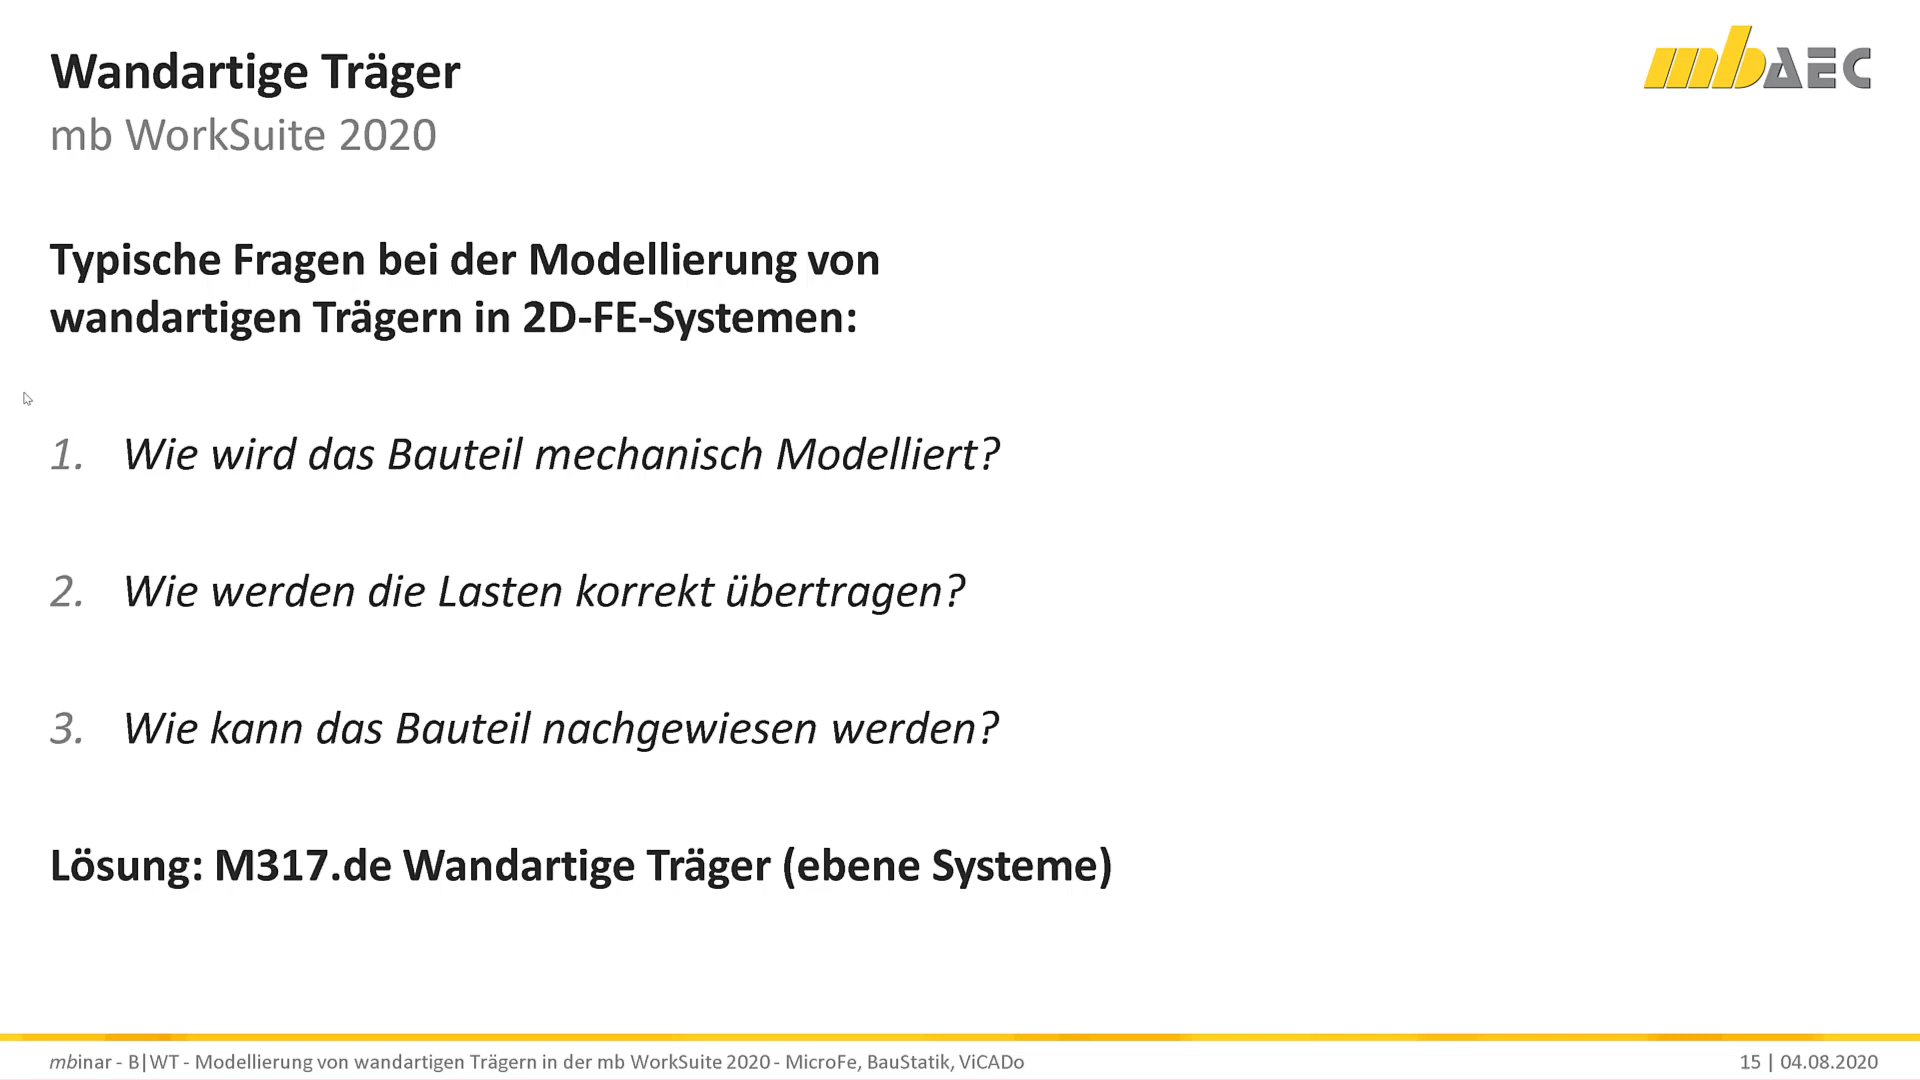 Wandartige Träger
mb WorkSuite 2020
mbAEC
Typische Fragen bei der Modellierung von
wandartigen Trägern in 2D-FE-Systemen:
1. Wie wird das Bauteil mechanisch Modelliert?
2. Wie werden die Lasten korrekt übertragen?
3. Wie kann das Bauteil nachgewiesen werden?
Lösung: M317.de Wandartige Träger (ebene Systeme)
mbinar - B|WT - Modellierung von wandartigen Trägern in der mb WorkSuite 2020 - MicroFe, BauStatik, ViCADo
15 | 04.08.2020